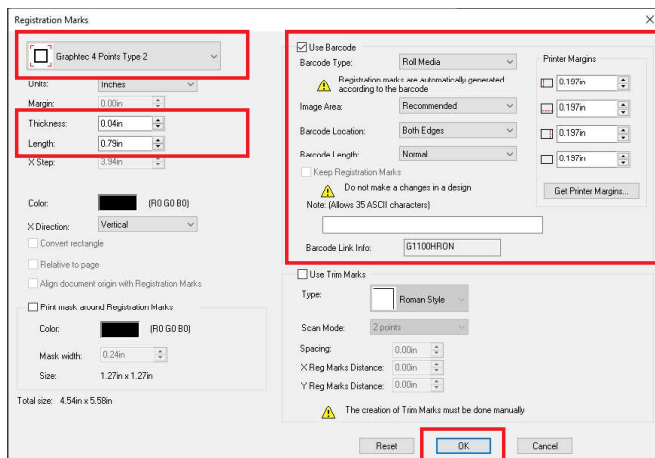 Registration Marks
Graphtec 4 Points Type 2
Units: Inches
Margin: 0.00in
Thickness: 0.04in
Length: 0.79in
X Step: 3.94in
Color: (R0 G0 B0)
X Direction: Vertical
Convert rectangle
Relative to page
Align document origin with Registration Marks
Print mask around Registration Marks
Color: (R0 G0 B0)
Mask width: 0.24in
Size: 1.27in x 1.27in
Total size: 4.54in x 5.58in
Use Barcode
Barcode Type: Roll Media
Registration marks are automatically generated
according to the barcode
Image Area: Recommended
Barcode Location: Both Edges
Barcode Length: Normal
Keep Registration Marks
Do not make a changes in a design
Note: (Allows 35 ASCII characters)
Barcode Link Info: G1100HRON
Printer Margins
0.197in
0.197in
0.197in
0.197in
Get Printer Margins...
Use Trim Marks
Type: Roman Style
Scan Mode: 2 points
Spacing: 0.00in
X Reg Marks Distance: 0.00in
Y Reg Marks Distance: 0.00in
The creation of Trim Marks must be done manually
Reset OK Cancel